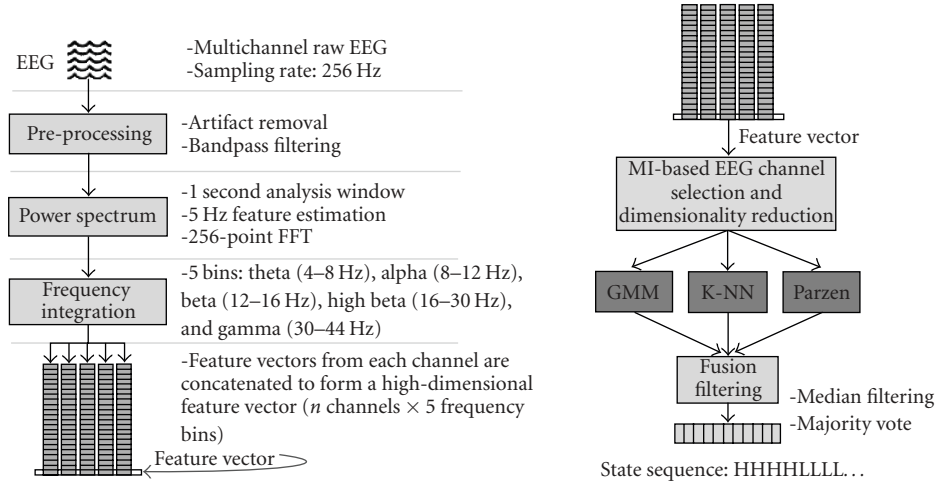 EEG
-Multichannel raw EEG
-Sampling rate: 256 Hz
Pre-processing
-Artifact removal
-Bandpass filtering
Power spectrum
-1 second analysis window
-5 Hz feature estimation
-256-point FFT
Frequency
integration
-5 bins: theta (4–8 Hz), alpha (8–12 Hz),
beta (12–16 Hz), high beta (16–30 Hz),
and gamma (30–44 Hz)
-Feature vectors from each channel are
concatenated to form a high-dimensional
feature vector (n channels × 5 frequency
bins)
Feature vector
Feature vector
MI-based EEG channel
selection and
dimensionality reduction
GMM
K-NN
Parzen
Fusion
filtering
-Median filtering
-Majority vote
State sequence: HHHHLLLL...